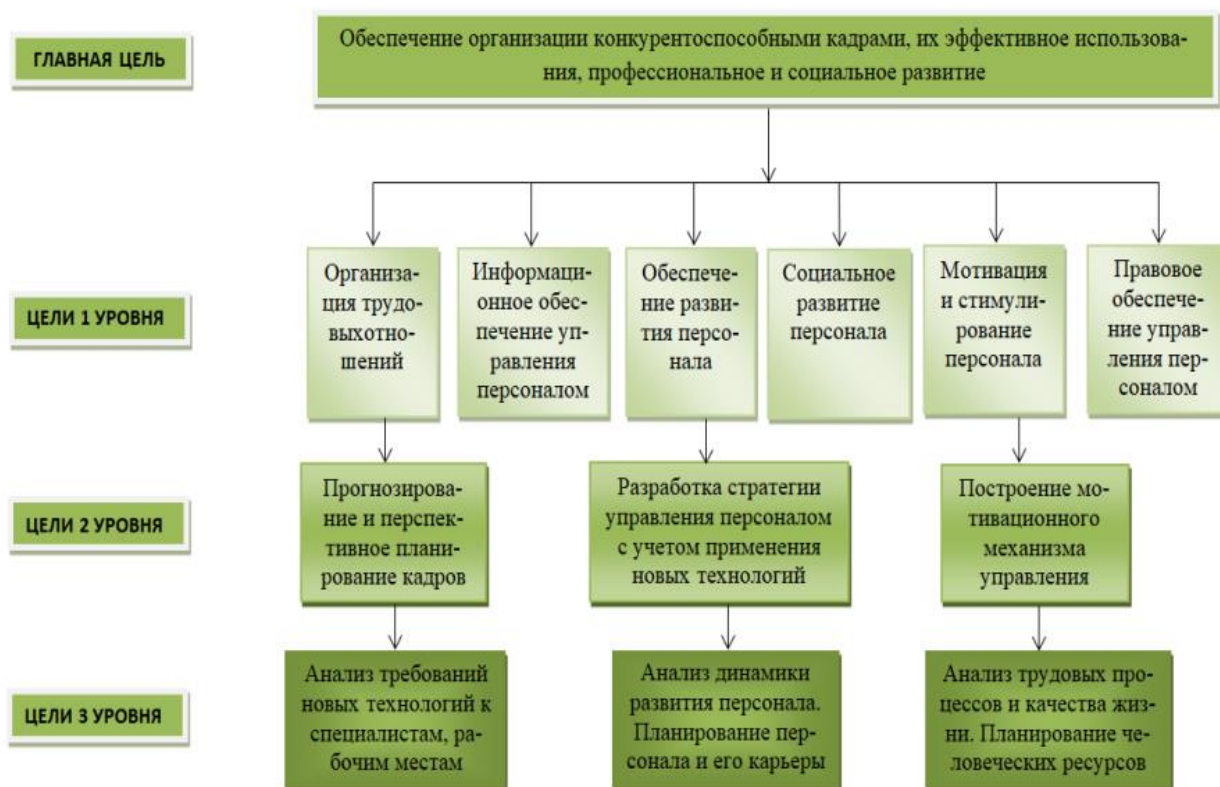 ГЛАВНАЯ ЦЕЛЬ
Обеспечение организации конкурентоспособными кадрами, их эффективное использова-
ния, профессиональное и социальное развитие
ЦЕЛИ 1 УРОВНЯ
Организа-
ция трудо-
выхотно-
шений
Информаци-
онное обес-
печение уп-
равления
персоналом
Обеспече-
ние разви-
тия персо-
нала
Социальное
развитие
персонала
Мотивация
и стимули-
рование
персонала
Правовое
обеспече-
ние управ-
ления пер-
соналом
ЦЕЛИ 2 УРОВНЯ
Прогнозирова-
ние и перспек-
тивное плани-
рование кадров
Разработка стратегии
управления персоналом
с учетом применения
новых технологий
Построение мо-
тивационного
механизма
управления
ЦЕЛИ 3 УРОВНЯ
Анализ требований
новых технологий к
специалистам, ра-
бочим местам
Анализ динамики
развития персонала.
Планирование пер-
сонала и его карьеры
Анализ трудовых про-
цессов и качества жиз-
ни. Планирование че-
ловеческих ресурсов